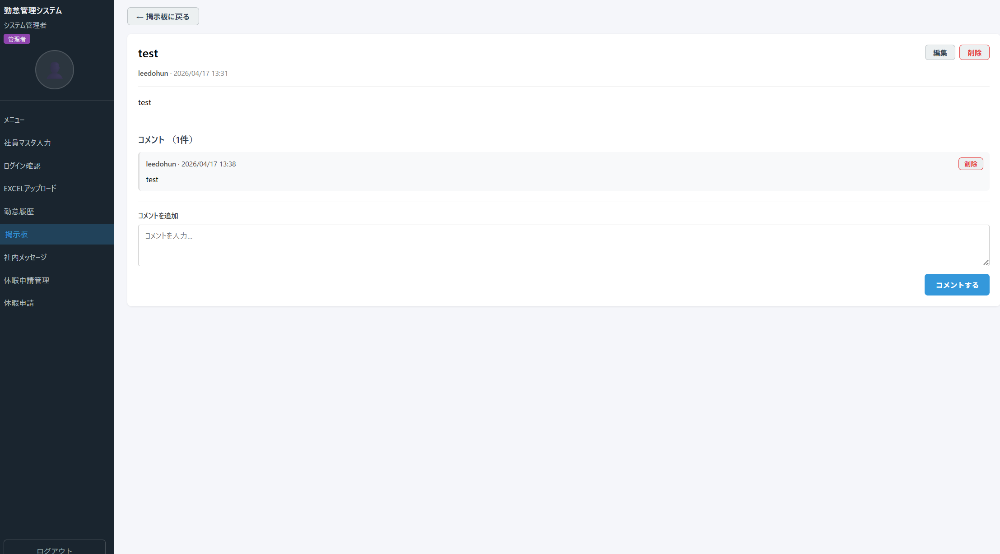 勤怠管理システム
システム管理者
管理者
メニュー
社員マスタ入力
ログイン確認
EXCELアップロード
勤怠履歴
掲示板
社内メッセージ
休暇申請管理
休暇申請
ログアウト
← 掲示板に戻る
test
編集
削除
leedohun · 2026/04/17 13:31
test
コメント （1件）
leedohun · 2026/04/17 13:38
削除
test
コメントを追加
コメントを入力...
コメントする